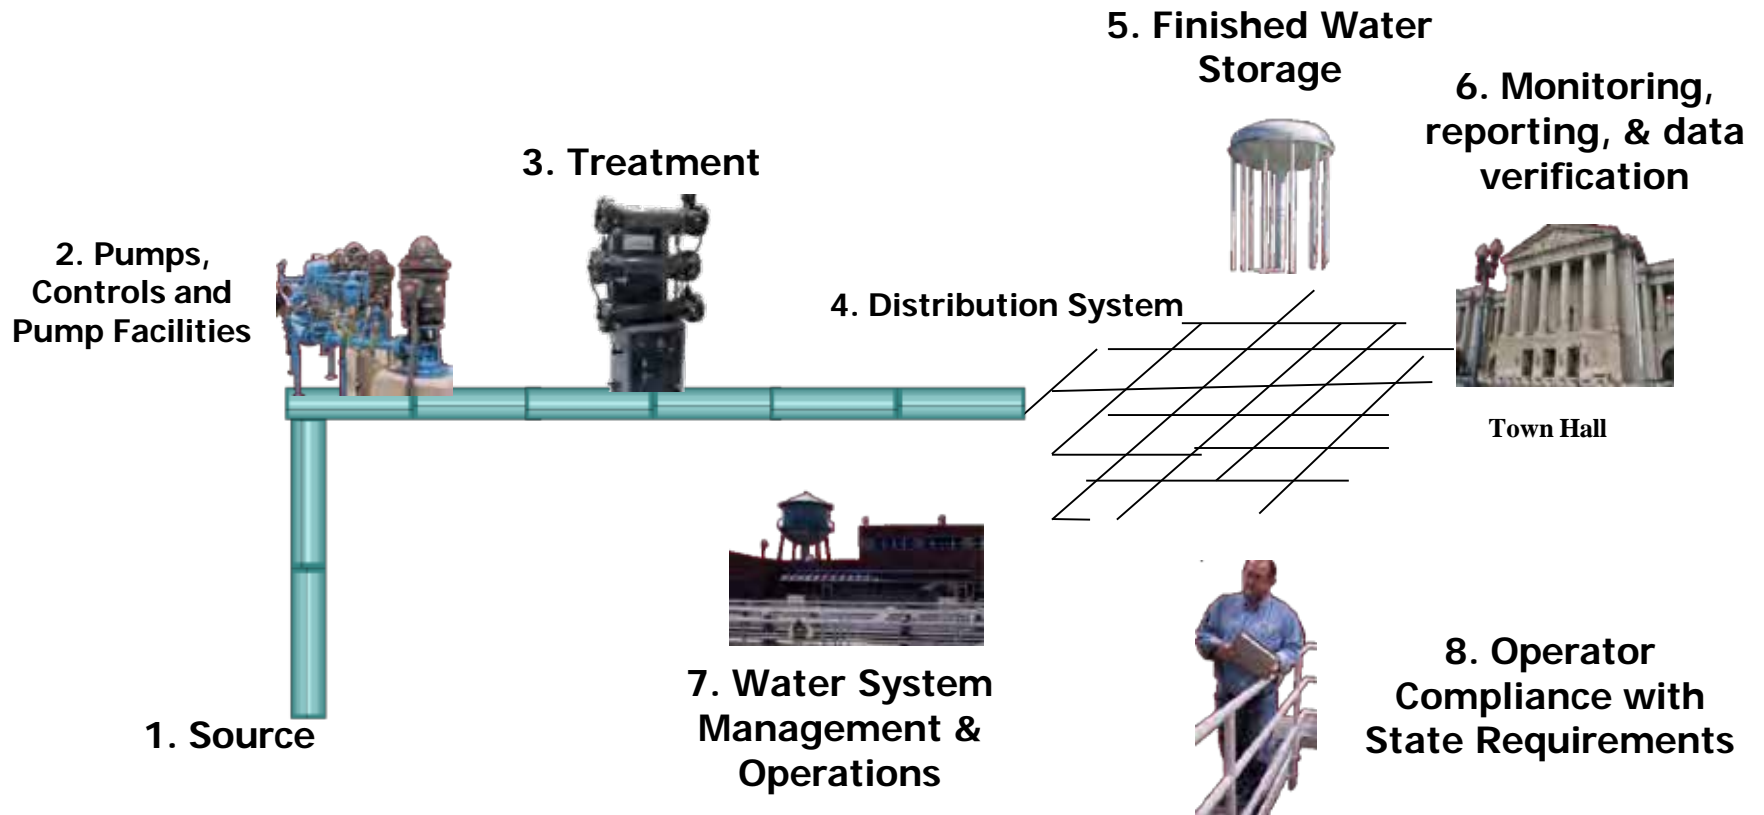 5. Finished Water
Storage
6. Monitoring,
reporting, & data
verification
3. Treatment
2. Pumps,
Controls and
Pump Facilities
4. Distribution System
Town Hall
7. Water System
Management &
Operations
1. Source
8. Operator
Compliance with
State Requirements